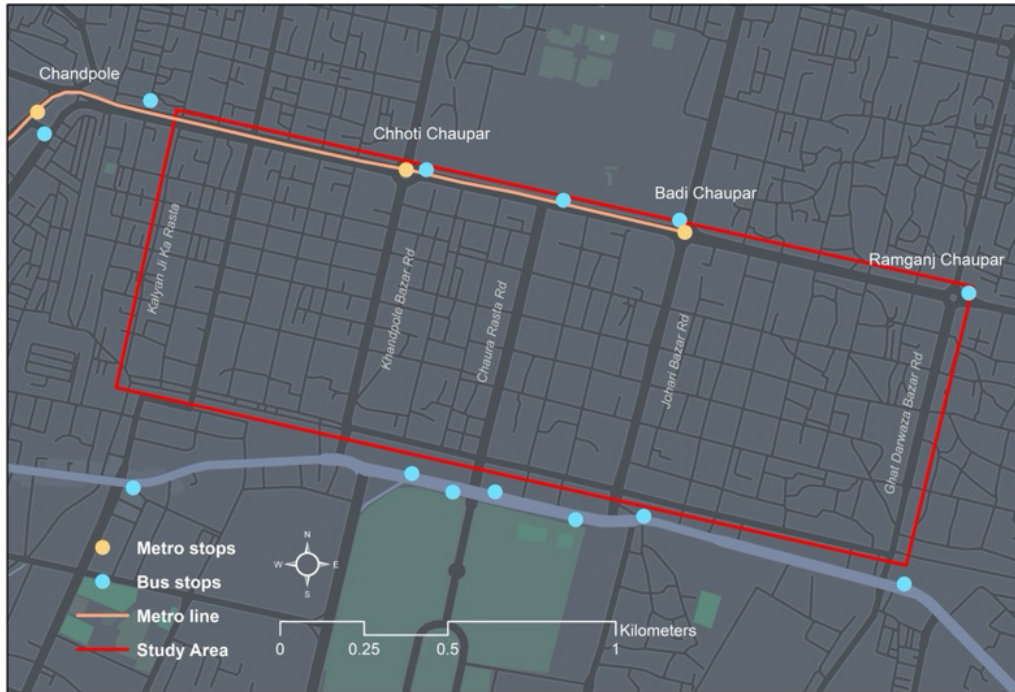 Chandpole
Chhoti Chaupar
Badi Chaupar
Ramganj Chaupar
Kalyan Ji Ka Rasta
Khandpole Bazar Rd
Chaura Rasta Rd
Johari Bazar Rd
Ghat Darwaza Bazar Rd
Metro stops
Bus stops
Metro line
Study Area
N
W E
S
Kilometers
0 0.25 0.5 1